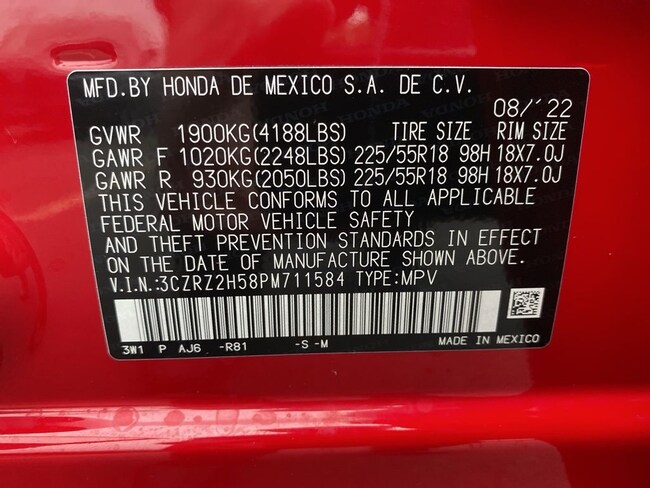 MFD.BY HONDA DE MEXICO S.A. DE C.V.
08/'22
GVWR 1900KG(4188LBS) TIRE SIZE RIM SIZE
GAWR F 1020KG(2248LBS) 225/55R18 98H 18X7.0J
GAWR R 930KG(2050LBS) 225/55R18 98H 18X7.0J
THIS VEHICLE CONFORMS TO ALL APPLICABLE
FEDERAL MOTOR VEHICLE SAFETY
AND THEFT PREVENTION STANDARDS IN EFFECT
ON THE DATE OF MANUFACTURE SHOWN ABOVE.
V.I.N.:3CZRZ2H58PM711584 TYPE:MPV
3W1 P AJ6 -R81 -S -M MADE IN MEXICO